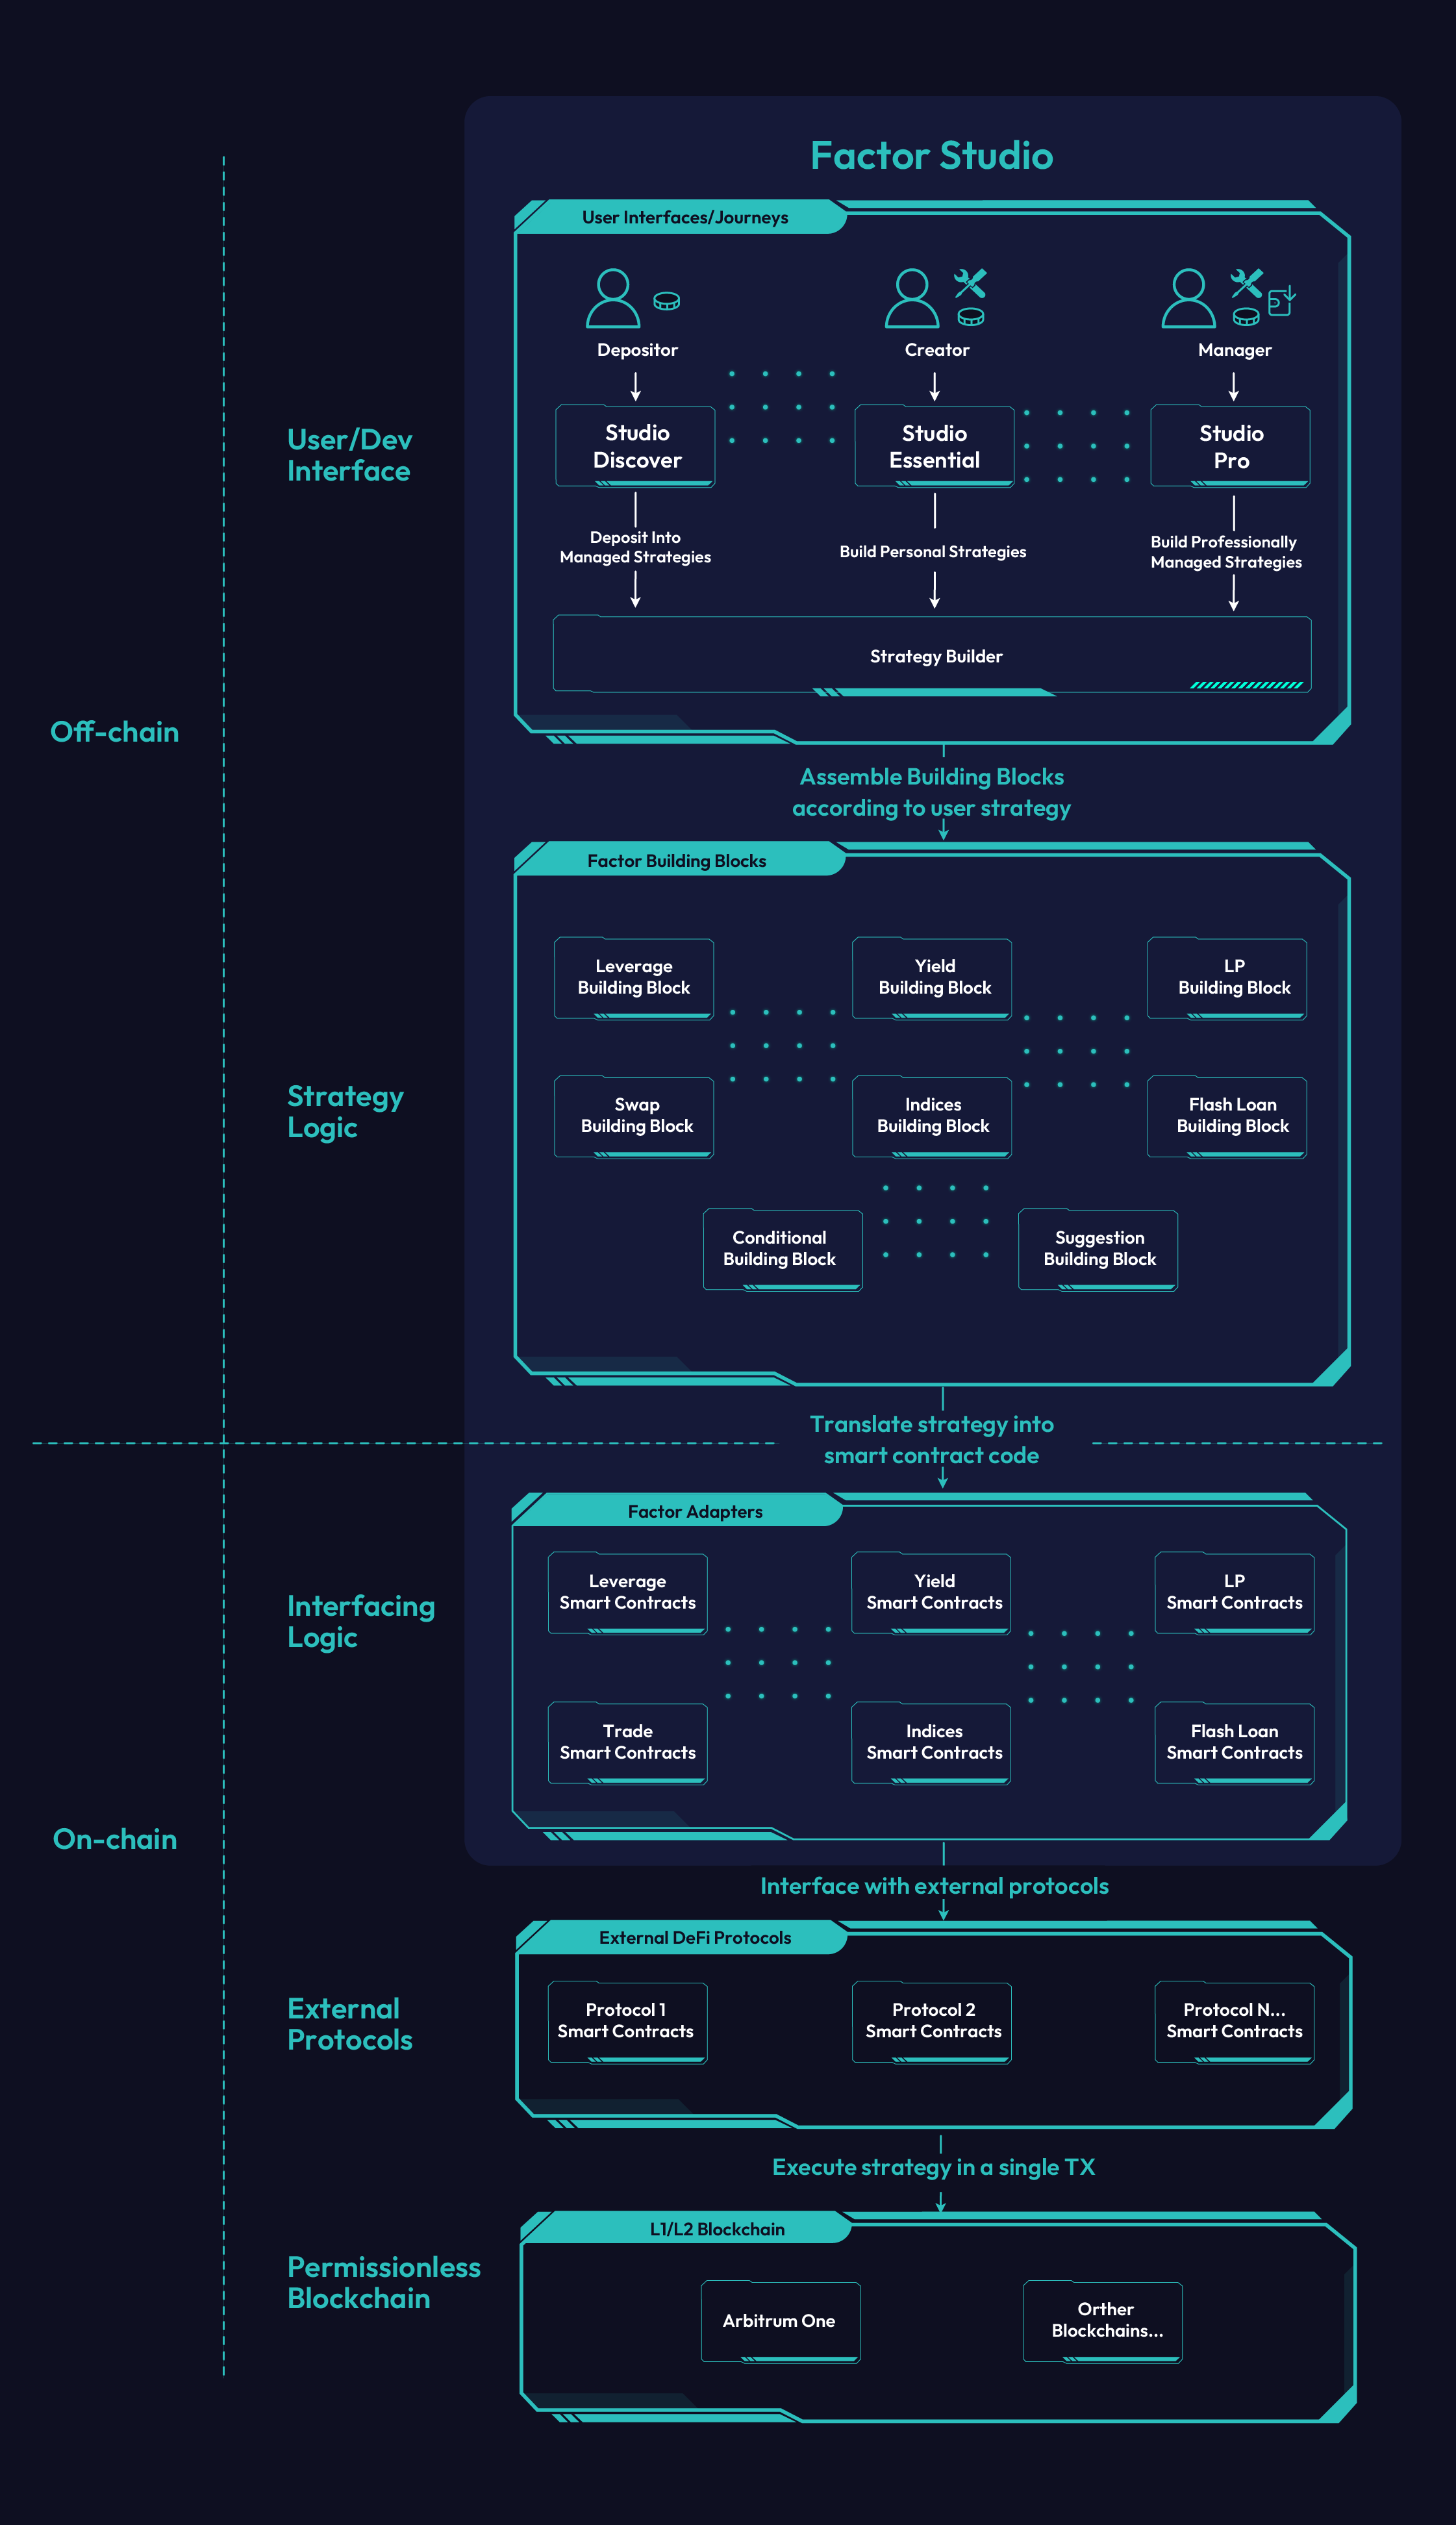 Factor Studio
User Interfaces/Journeys
Depositor
Creator
Manager
Studio
Discover
Studio
Essential
Studio
Pro
User/Dev
Interface
Deposit Into
Managed Strategies
Build Personal Strategies
Build Professionally
Managed Strategies
Strategy Builder
Off-chain
Assemble Building Blocks
according to user strategy
Factor Building Blocks
Leverage
Building Block
Yield
Building Block
LP
Building Block
Strategy
Logic
Swap
Building Block
Indices
Building Block
Flash Loan
Building Block
Conditional
Building Block
Suggestion
Building Block
Translate strategy into
smart contract code
Factor Adapters
Leverage
Smart Contracts
Yield
Smart Contracts
LP
Smart Contracts
Interfacing
Logic
Trade
Smart Contracts
Indices
Smart Contracts
Flash Loan
Smart Contracts
On-chain
Interface with external protocols
External DeFi Protocols
External
Protocols
Protocol 1
Smart Contracts
Protocol 2
Smart Contracts
Protocol N...
Smart Contracts
Execute strategy in a single TX
L1/L2 Blockchain
Permissionless
Blockchain
Arbitrum One
Orther
Blockchains...